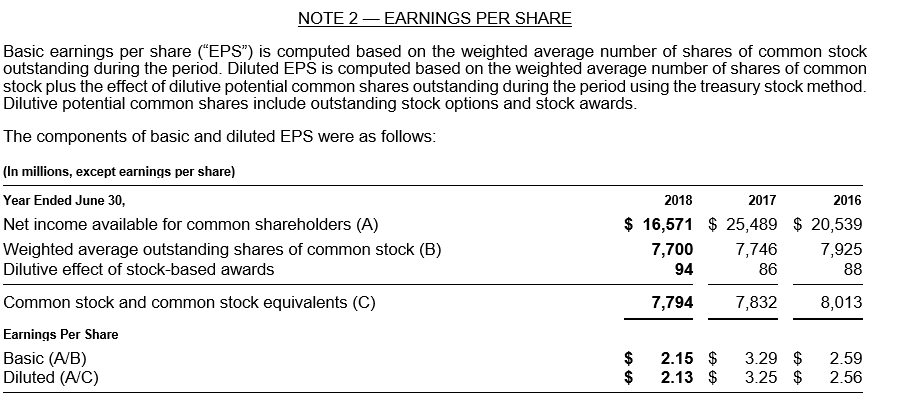 NOTE 2 — EARNINGS PER SHARE
Basic earnings per share (“EPS”) is computed based on the weighted average number of shares of common stock
outstanding during the period. Diluted EPS is computed based on the weighted average number of shares of common
stock plus the effect of dilutive potential common shares outstanding during the period using the treasury stock method.
Dilutive potential common shares include outstanding stock options and stock awards.
The components of basic and diluted EPS were as follows:
(In millions, except earnings per share)
Year Ended June 30, 2018 2017 2016
Net income available for common shareholders (A) $ 16,571 $ 25,489 $ 20,539
Weighted average outstanding shares of common stock (B) 7,700 7,746 7,925
Dilutive effect of stock-based awards 94 86 88
Common stock and common stock equivalents (C) 7,794 7,832 8,013
Earnings Per Share
Basic (A/B) $ 2.15 $ 3.29 $ 2.59
Diluted (A/C) $ 2.13 $ 3.25 $ 2.56